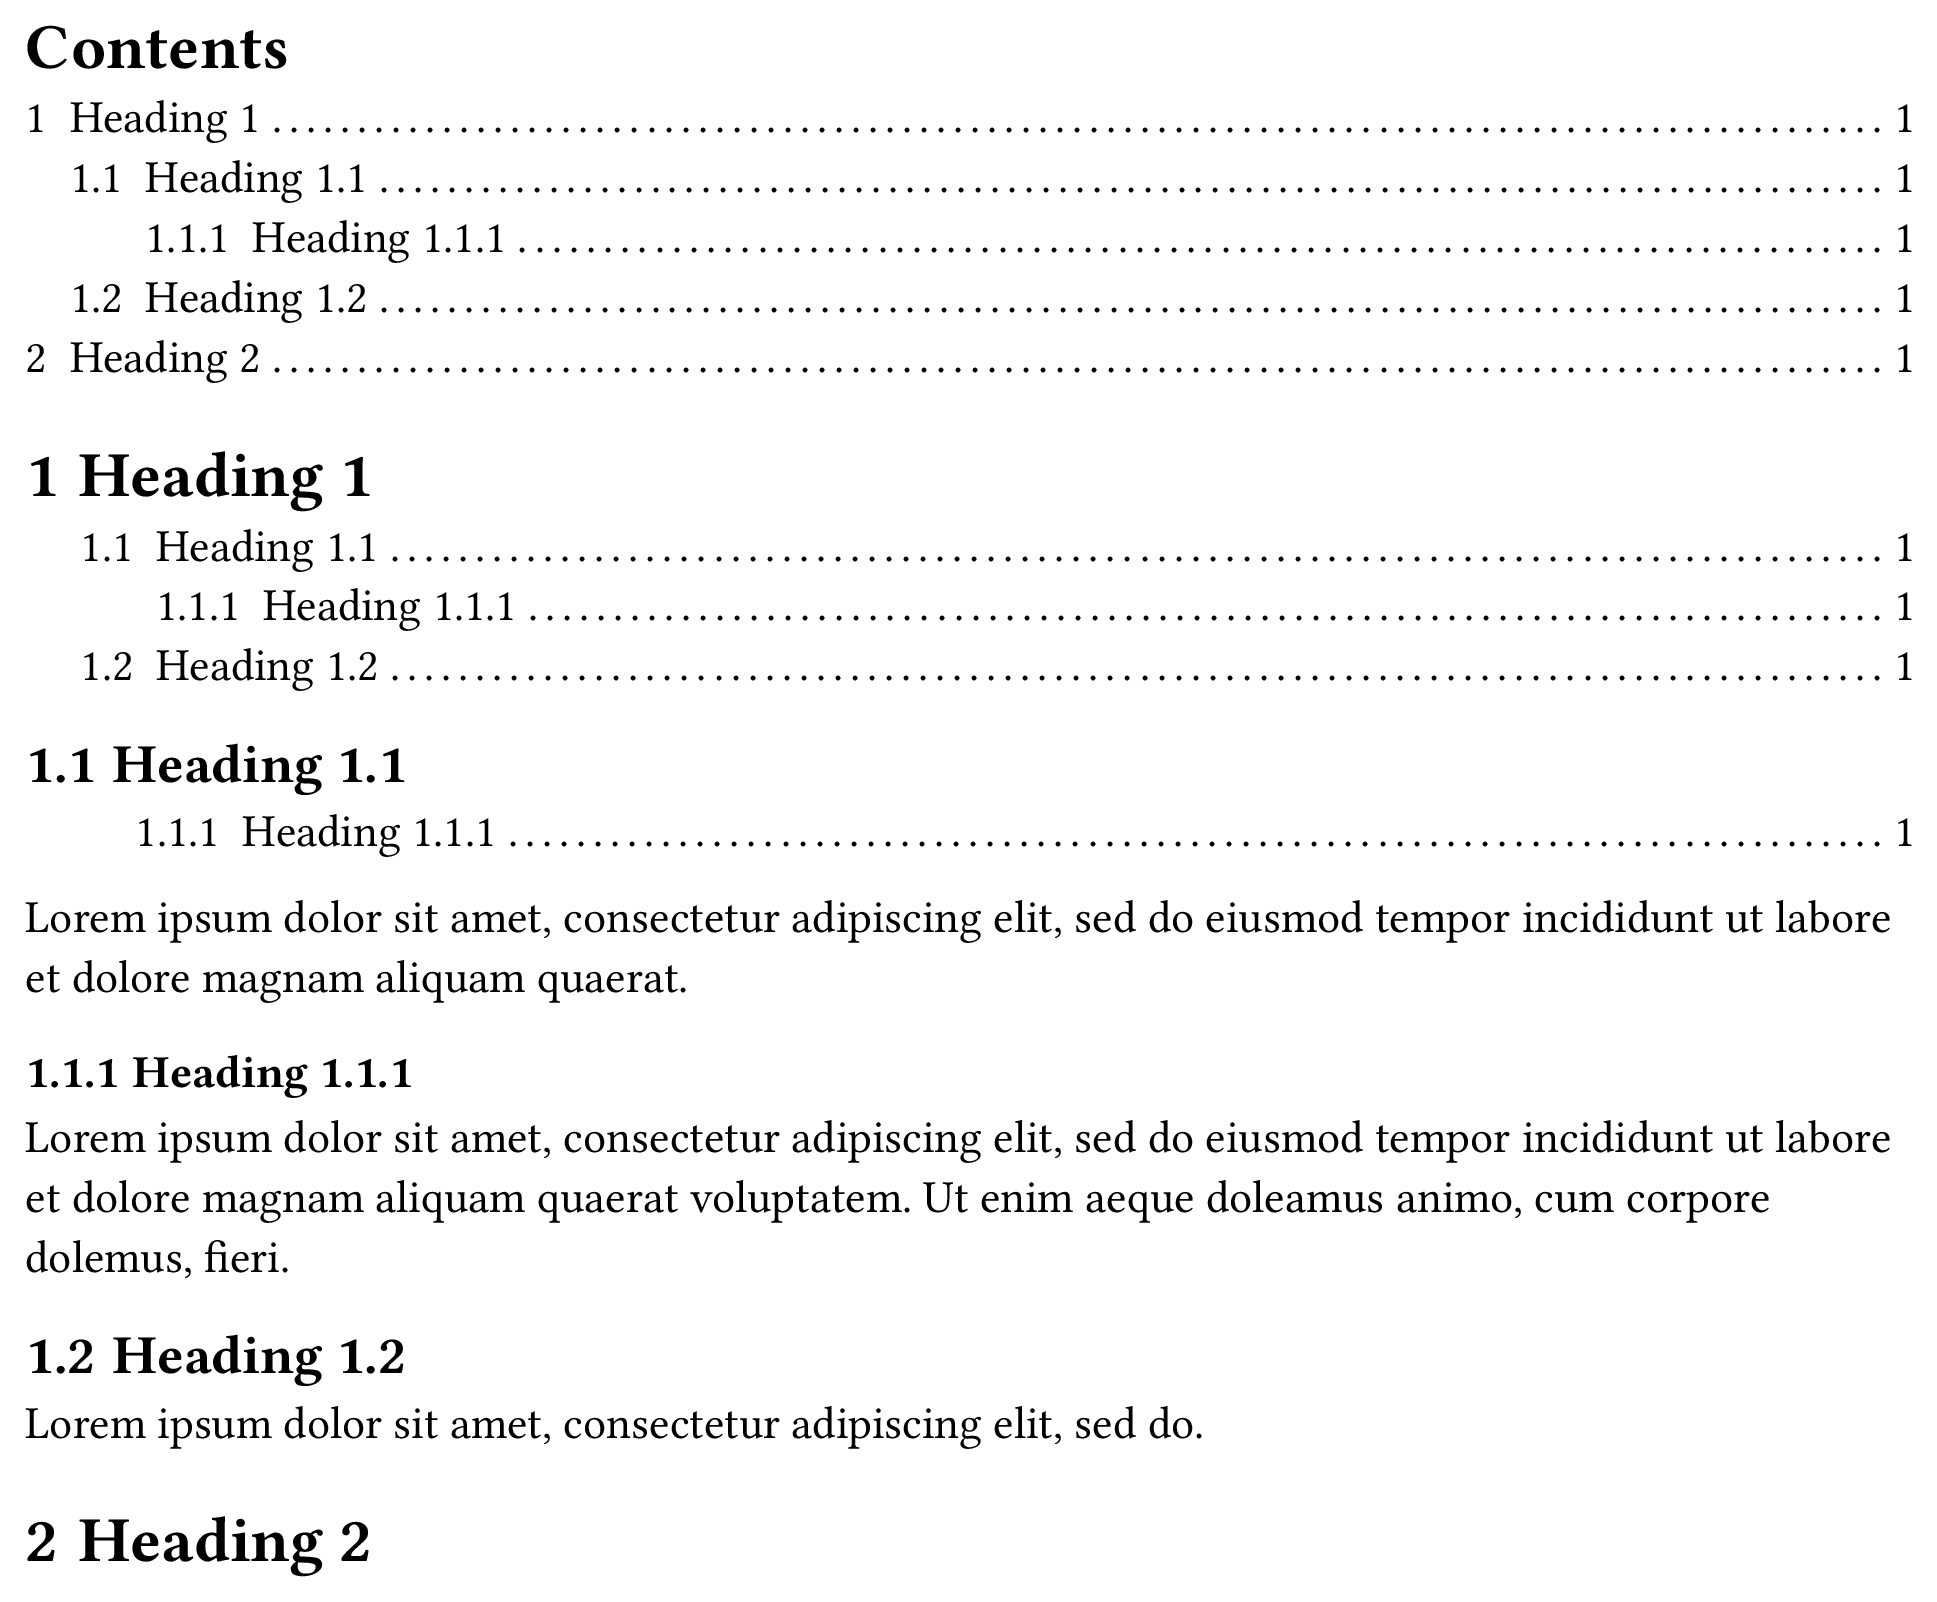 Contents
1 Heading 1 ........................................................................................................ 1
1.1 Heading 1.1 ................................................................................................. 1
1.1.1 Heading 1.1.1 ........................................................................................ 1
1.2 Heading 1.2 ................................................................................................. 1
2 Heading 2 ........................................................................................................ 1
1 Heading 1
1.1 Heading 1.1 ................................................................................................ 1
1.1.1 Heading 1.1.1 ....................................................................................... 1
1.2 Heading 1.2 ................................................................................................ 1
1.1 Heading 1.1
1.1.1 Heading 1.1.1 ......................................................................................... 1
Lorem ipsum dolor sit amet, consectetur adipiscing elit, sed do eiusmod tempor incididunt ut labore
et dolore magnam aliquam quaerat.
1.1.1 Heading 1.1.1
Lorem ipsum dolor sit amet, consectetur adipiscing elit, sed do eiusmod tempor incididunt ut labore
et dolore magnam aliquam quaerat voluptatem. Ut enim aeque doleamus animo, cum corpore
dolemus, fieri.
1.2 Heading 1.2
Lorem ipsum dolor sit amet, consectetur adipiscing elit, sed do.
2 Heading 2